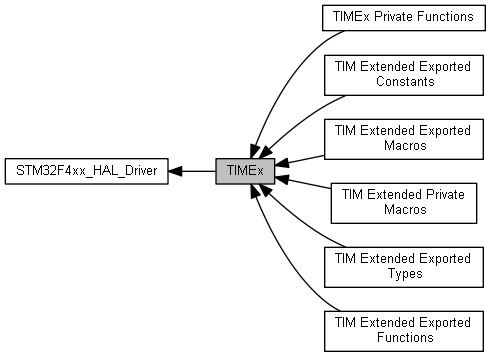 TIMEx Private Functions
TIM Extended Exported
Constants
TIM Extended Exported
Macros
STM32F4xx_HAL_Driver
TIMEx
TIM Extended Private
Macros
TIM Extended Exported
Types
TIM Extended Exported
Functions